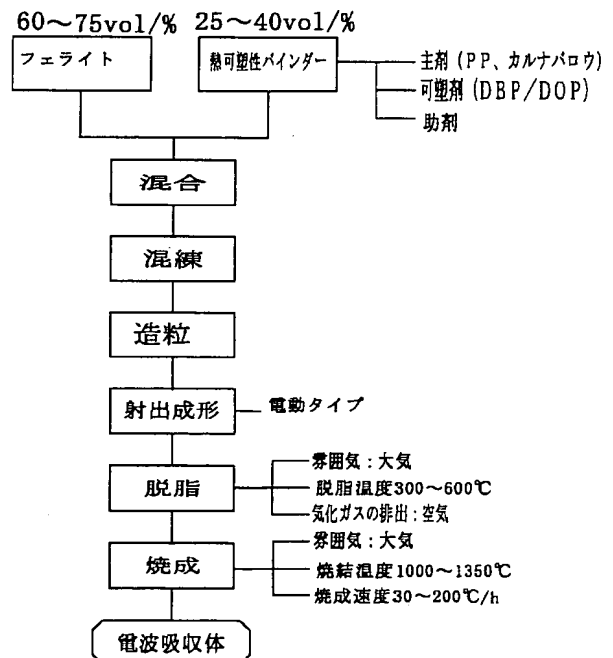 60～75vol/% 25～40vol/%
フェライト
熱可塑性バインダー
主剤(PP、カルナバロウ)
可塑剤(DBP/DOP)
助剤
混合
混練
造粒
射出成形
電動タイプ
脱脂
雰囲気:大気
脱脂温度300～600℃
気化ガスの排出:空気
焼成
雰囲気:大気
焼結温度1000～1350℃
焼成速度30～200℃/h
電波吸収体